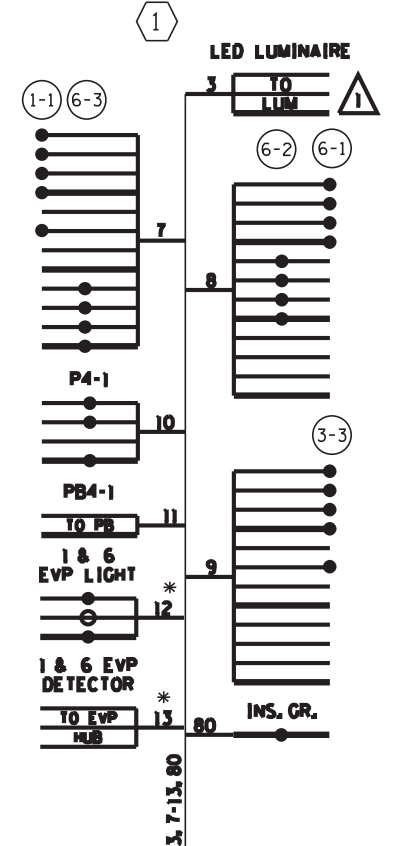 1
LED LUMINAIRE
3
TO
LUM
1
1-1
6-3
6-2
6-1
7
8
P4-1
10
3-3
PB4-1
11
TO PB
1 & 6
EVP LIGHT
*
12
9
1 & 6 EVP
DETECTOR
*
13
TO EVP
HUB
80
INS. GR.
3, 7-13, 80